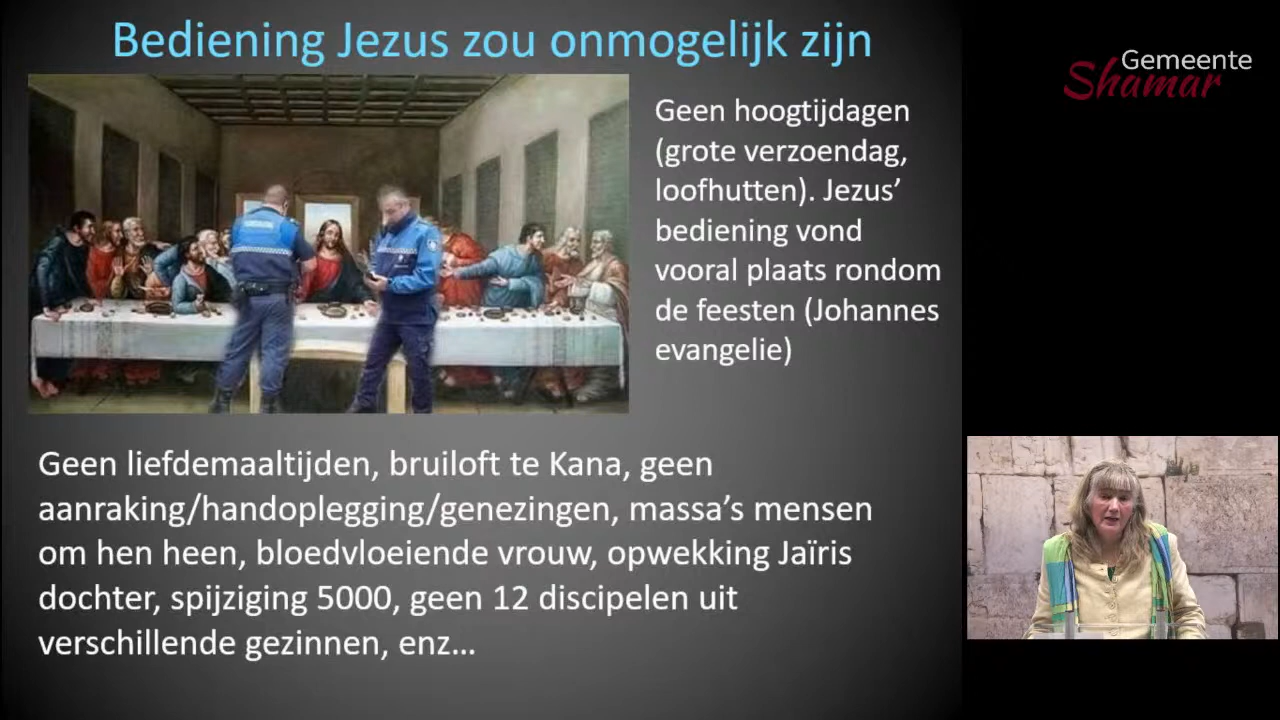 Bediening Jezus zou onmogelijk zijn
Geen hoogtijdagen
(grote verzoendag,
loofhutten). Jezus’
bediening vond
vooral plaats rondom
de feesten (Johannes
evangelie)
Geen liefdemaaltijden, bruiloft te Kana, geen
aanraking/handoplegging/genezingen, massa’s mensen
om hen heen, bloedvloeiende vrouw, opwekking Jaïris
dochter, spijziging 5000, geen 12 discipelen uit
verschillende gezinnen, enz...
Gemeente
Shamar